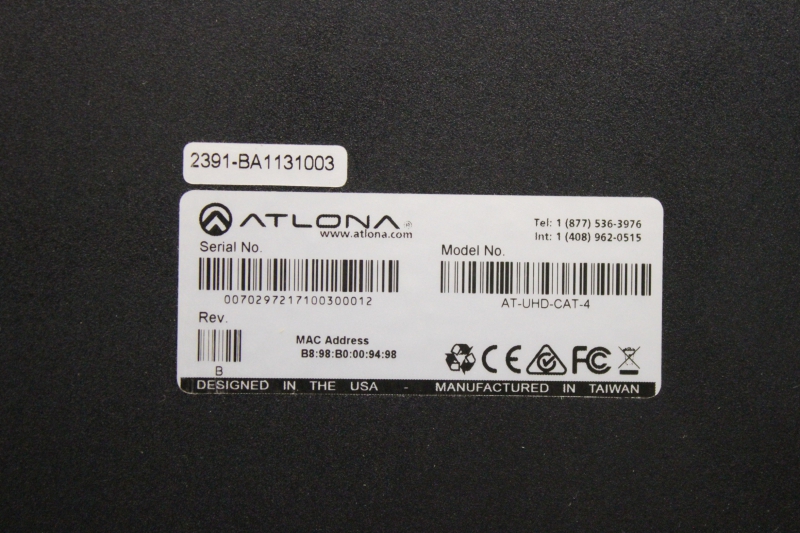 2391-BA1131003
ATLONA
www.atlona.com
Tel: 1 (877) 536-3976
Int: 1 (408) 962-0515
Serial No.
0070297217100300012
Model No.
AT-UHD-CAT-4
Rev.
B
MAC Address
B8:98:B0:00:94:98
CE FC
DESIGNED IN THE USA - MANUFACTURED IN TAIWAN